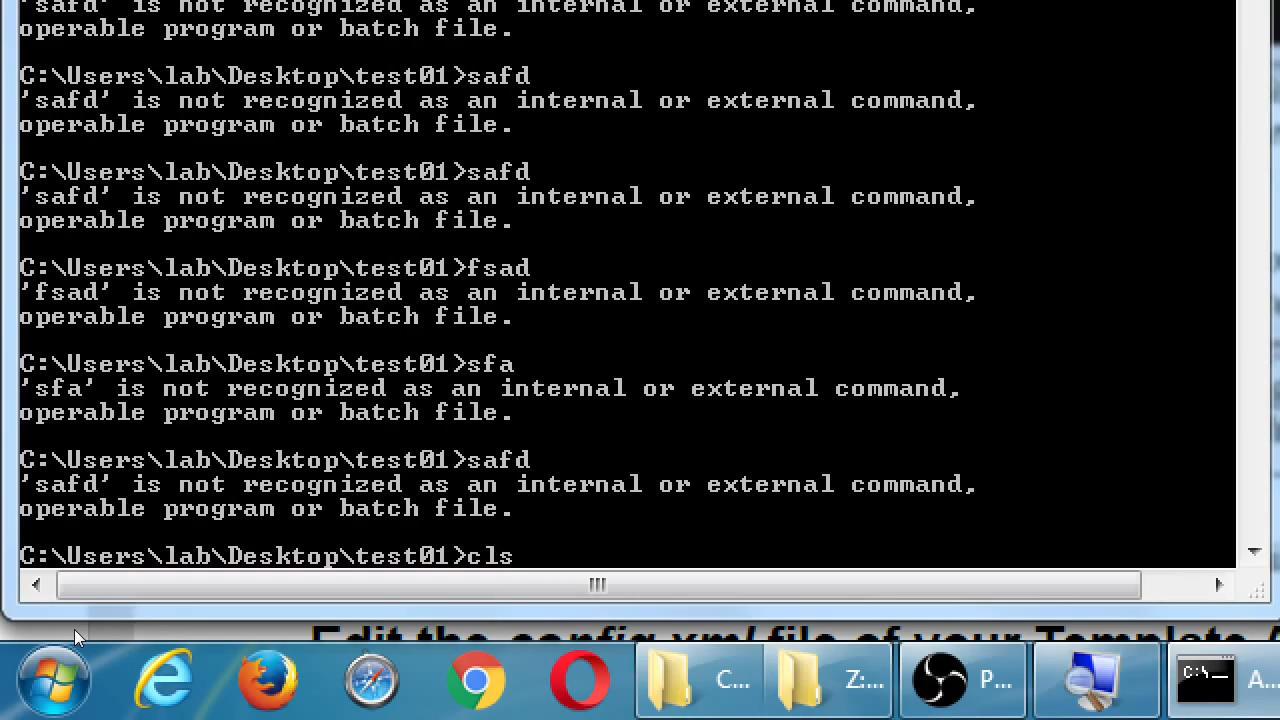 'safd' is not recognized as an internal or external command,
operable program or batch file.
C:\Users\lab\Desktop\test01>safd
'safd' is not recognized as an internal or external command,
operable program or batch file.
C:\Users\lab\Desktop\test01>safd
'safd' is not recognized as an internal or external command,
operable program or batch file.
C:\Users\lab\Desktop\test01>fsad
'fsad' is not recognized as an internal or external command,
operable program or batch file.
C:\Users\lab\Desktop\test01>sfa
'sfa' is not recognized as an internal or external command,
operable program or batch file.
C:\Users\lab\Desktop\test01>safd
'safd' is not recognized as an internal or external command,
operable program or batch file.
C:\Users\lab\Desktop\test01>cls
Edit the config.xml file of your Template
C... Z:... P... C:\_ A...